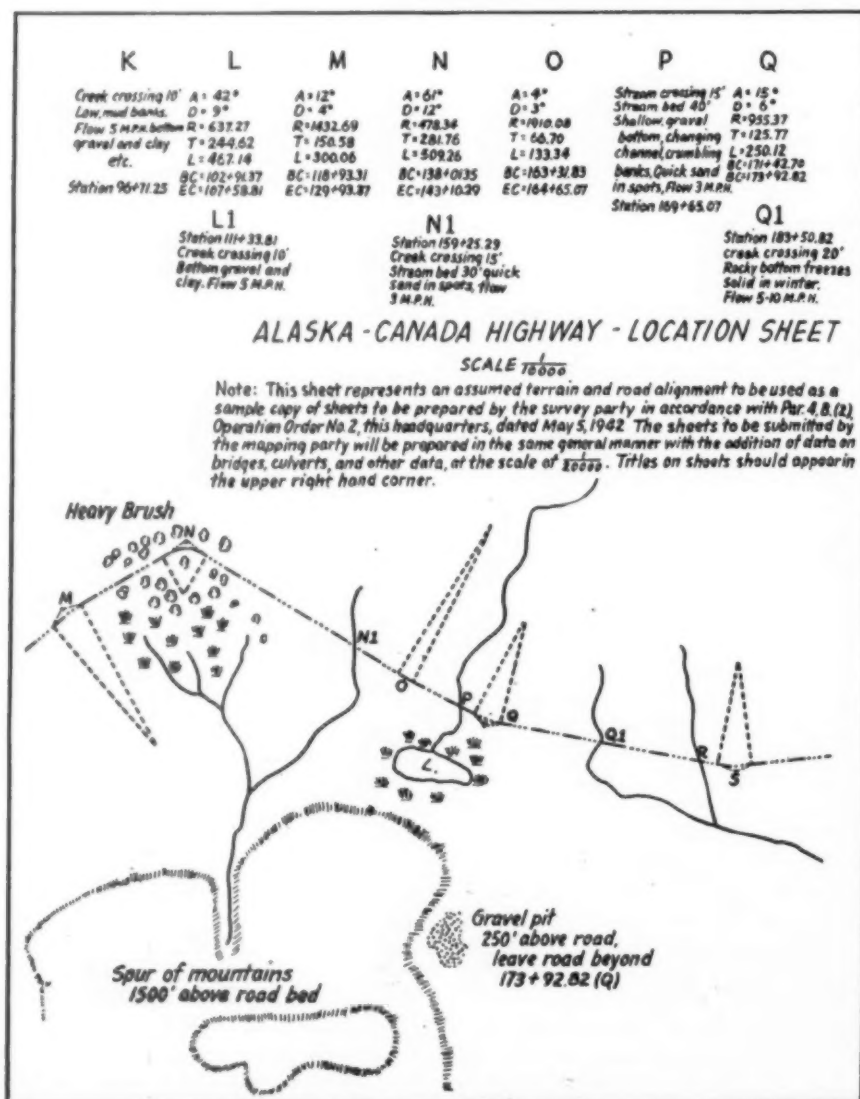 K L M N O P Q
Creek crossing 10'
Low, mud banks.
Flow 5 M.P.H. bottom
gravel and clay
etc.
Station 96+71.25
A = 42°
D = 9°
R = 637.27
T = 244.62
L = 467.14
BC = 102+91.37
EC = 107+58.81
A = 12°
D = 4°
R = 1432.69
T = 150.58
L = 300.06
BC = 118+93.31
EC = 129+93.87
A = 61°
D = 12°
R = 478.34
T = 281.76
L = 509.26
BC = 138+01.35
EC = 143+10.29
A = 4°
D = 3°
R = 1910.08
T = 66.70
L = 133.34
BC = 163+31.83
EC = 164+65.07
Stream crossing 15'
Stream bed 40'
Shallow, gravel
bottom, changing
channel, crumbling
banks, Quick sand
in spots, Flow 3 M.P.H.
Station 169+65.07
A = 15°
D = 6°
R = 955.37
T = 125.77
L = 250.12
BC = 171+42.70
BC = 173+92.82
L1
Station 111+33.81
Creek crossing 10'
Bottom gravel and
clay. Flow 5 M.P.H.
N1
Station 159+25.29
Creek crossing 15'
Stream bed 30' quick
sand in spots, flow
3 M.P.H.
Q1
Station 183+50.82
creek crossing 20'
Rocky bottom freezes
Solid in winter.
Flow 5-10 M.P.H.
ALASKA - CANADA HIGHWAY - LOCATION SHEET
SCALE 1/10000
Note: This sheet represents an assumed terrain and road alignment to be used as a
sample copy of sheets to be prepared by the survey party in accordance with Par. 4, B.(2)
Operation Order No. 2, this headquarters, dated May 5, 1942 The sheets to be submitted by
the mapping party will be prepared in the same general manner with the addition of data on
bridges, culverts, and other data, at the scale of 1/20000. Titles on sheets should appear in
the upper right hand corner.
Heavy Brush
N
M
N1
O
P
Q
L.
Q1
R
S
Gravel pit
250' above road,
leave road beyond
173+92.82 (Q)
Spur of mountains
1500' above road bed